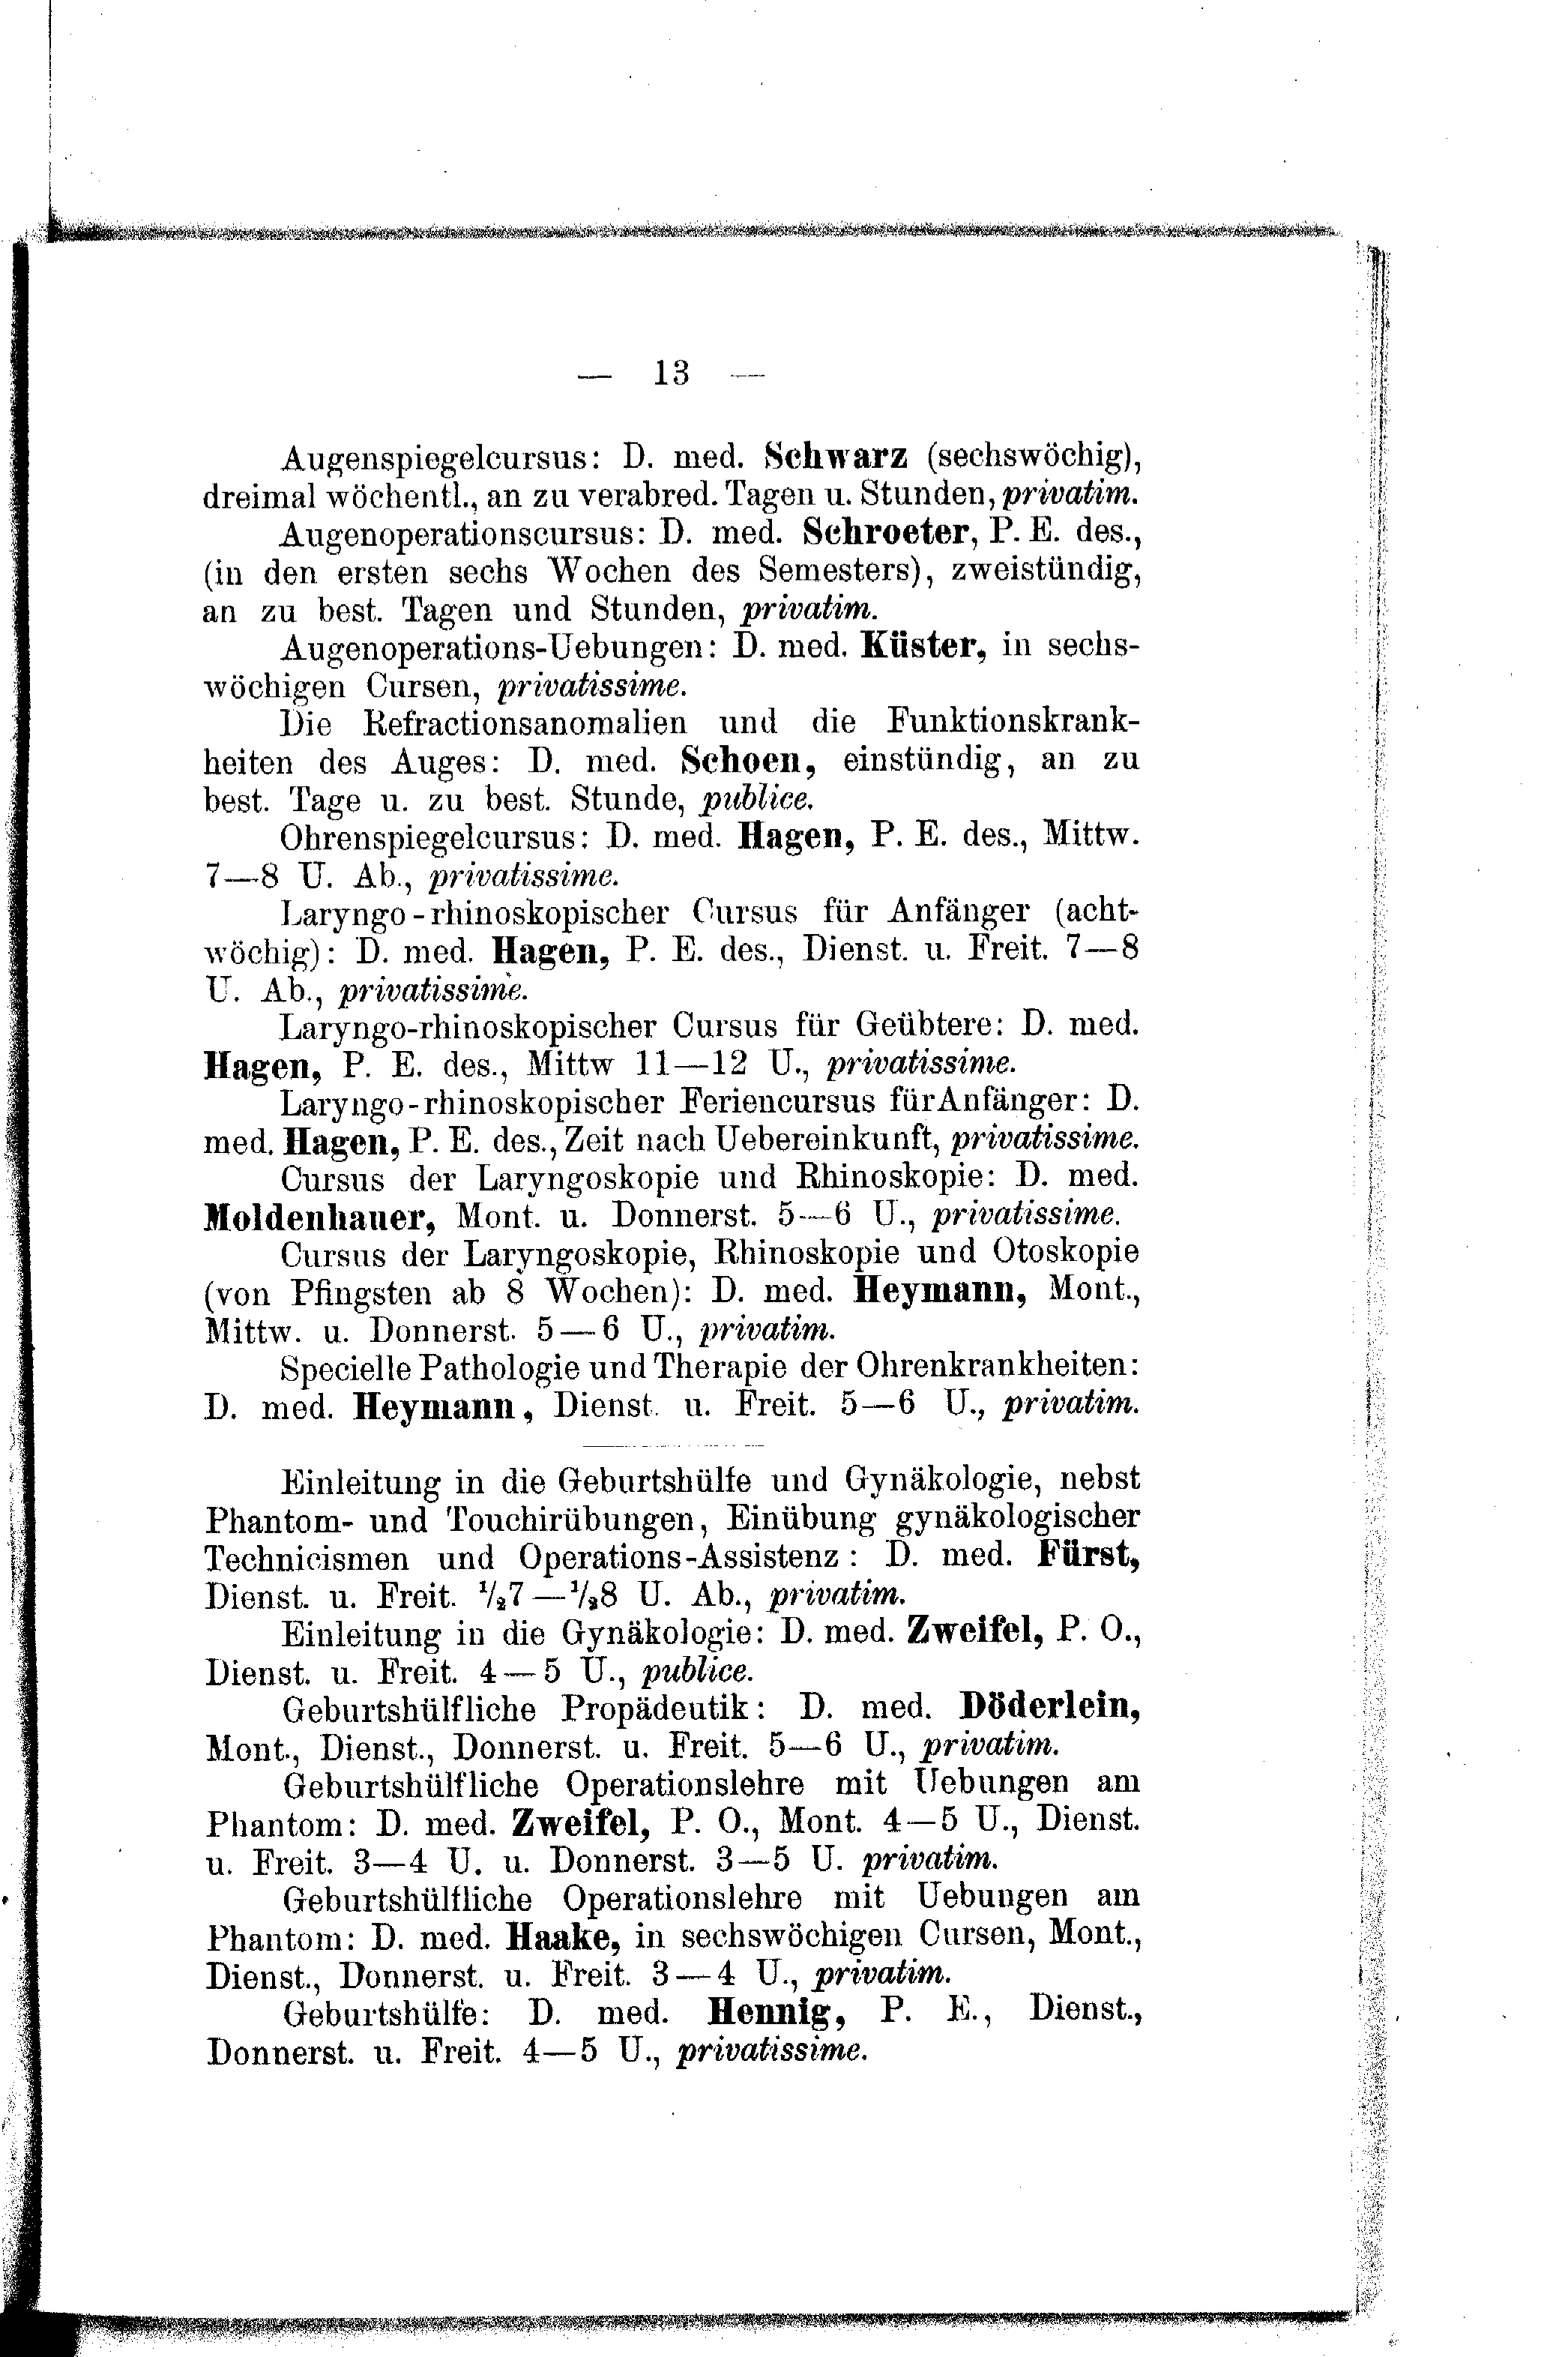 — 13 —
Augenspiegelcursus: D. med. Schwarz (sechswöchig),
dreimal wöchentl., an zu verabred. Tagen u. Stunden, privatim.
Augenoperationscursus: D. med. Schroeter, P. E. des.,
(in den ersten sechs Wochen des Semesters), zweistündig,
an zu best. Tagen und Stunden, privatim.
Augenoperations-Uebungen: D. med. Küster, in sechs-
wöchigen Cursen, privatissime.
Die Refractionsanomalien und die Funktionskrank-
heiten des Auges: D. med. Schoen, einstündig, an zu
best. Tage u. zu best. Stunde, publice.
Ohrenspiegelcursus: D. med. Hagen, P. E. des., Mittw.
7—8 U. Ab., privatissime.
Laryngo-rhinoskopischer Cursus für Anfänger (acht-
wöchig): D. med. Hagen, P. E. des., Dienst. u. Freit. 7—8
U. Ab., privatissime.
Laryngo-rhinoskopischer Cursus für Geübtere: D. med.
Hagen, P. E. des., Mittw 11—12 U., privatissime.
Laryngo-rhinoskopischer Feriencursus für Anfänger: D.
med. Hagen, P. E. des., Zeit nach Uebereinkunft, privatissime.
Cursus der Laryngoskopie und Rhinoskopie: D. med.
Moldenhauer, Mont. u. Donnerst. 5—6 U., privatissime.
Cursus der Laryngoskopie, Rhinoskopie und Otoskopie
(von Pfingsten ab 8 Wochen): D. med. Heymann, Mont.,
Mittw. u. Donnerst. 5—6 U., privatim.
Specielle Pathologie und Therapie der Ohrenkrankheiten:
D. med. Heymann, Dienst. u. Freit. 5—6 U., privatim.
Einleitung in die Geburtshülfe und Gynäkologie, nebst
Phantom- und Touchirübungen, Einübung gynäkologischer
Technicismen und Operations-Assistenz: D. med. Fürst,
Dienst. u. Freit. ½7—½8 U. Ab., privatim.
Einleitung in die Gynäkologie: D. med. Zweifel, P. O.,
Dienst. u. Freit. 4—5 U., publice.
Geburtshülfliche Propädeutik: D. med. Döderlein,
Mont., Dienst., Donnerst. u. Freit. 5—6 U., privatim.
Geburtshülfliche Operationslehre mit Uebungen am
Phantom: D. med. Zweifel, P. O., Mont. 4—5 U., Dienst.
u. Freit. 3—4 U. u. Donnerst. 3—5 U. privatim.
Geburtshülfliche Operationslehre mit Uebungen am
Phantom: D. med. Haake, in sechswöchigen Cursen, Mont.,
Dienst., Donnerst. u. Freit. 3—4 U., privatim.
Geburtshülfe: D. med. Hennig, P. E., Dienst.,
Donnerst. u. Freit. 4—5 U., privatissime.